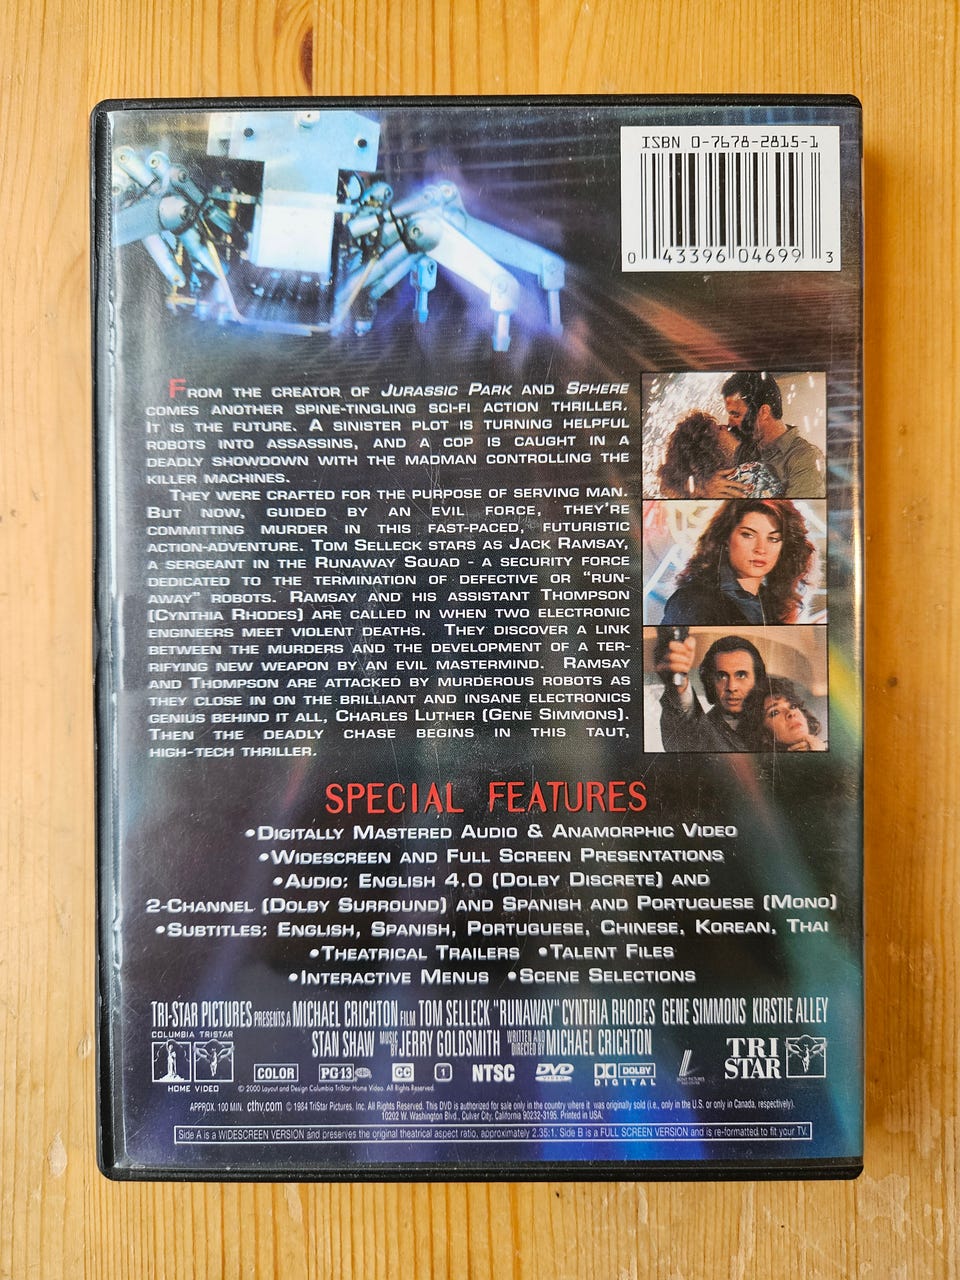 ISBN 0-7678-2815-1
0 43396 04699 3
FROM THE CREATOR OF JURASSIC PARK AND SPHERE
COMES ANOTHER SPINE-TINGLING SCI-FI ACTION THRILLER.
IT IS THE FUTURE. A SINISTER PLOT IS TURNING HELPFUL
ROBOTS INTO ASSASSINS, AND A COP IS CAUGHT IN A
DEADLY SHOWDOWN WITH THE MADMAN CONTROLLING THE
KILLER MACHINES.
THEY WERE CRAFTED FOR THE PURPOSE OF SERVING MAN.
BUT NOW, GUIDED BY AN EVIL FORCE, THEY'RE
COMMITTING MURDER IN THIS FAST-PACED, FUTURISTIC
ACTION-ADVENTURE. TOM SELLECK STARS AS JACK RAMSAY,
A SERGEANT IN THE RUNAWAY SQUAD - A SECURITY FORCE
DEDICATED TO THE TERMINATION OF DEFECTIVE OR "RUN-
AWAY" ROBOTS. RAMSAY AND HIS ASSISTANT THOMPSON
(CYNTHIA RHODES) ARE CALLED IN WHEN TWO ELECTRONIC
ENGINEERS MEET VIOLENT DEATHS. THEY DISCOVER A LINK
BETWEEN THE MURDERS AND THE DEVELOPMENT OF A TER-
RIFYING NEW WEAPON BY AN EVIL MASTERMIND. RAMSAY
AND THOMPSON ARE ATTACKED BY MURDEROUS ROBOTS AS
THEY CLOSE IN ON THE BRILLIANT AND INSANE ELECTRONICS
GENIUS BEHIND IT ALL, CHARLES LUTHER (GENE SIMMONS).
THEN THE DEADLY CHASE BEGINS IN THIS TAUT,
HIGH-TECH THRILLER.
SPECIAL FEATURES
•DIGITALLY MASTERED AUDIO & ANAMORPHIC VIDEO
•WIDESCREEN AND FULL SCREEN PRESENTATIONS
•AUDIO: ENGLISH 4.0 (DOLBY DISCRETE) AND
2-CHANNEL (DOLBY SURROUND) AND SPANISH AND PORTUGUESE (MONO)
•SUBTITLES: ENGLISH, SPANISH, PORTUGUESE, CHINESE, KOREAN, THAI
•THEATRICAL TRAILERS •TALENT FILES
•INTERACTIVE MENUS •SCENE SELECTIONS
TRI-STAR PICTURES PRESENTS A MICHAEL CRICHTON FILM TOM SELLECK "RUNAWAY" CYNTHIA RHODES GENE SIMMONS KIRSTIE ALLEY
STAN SHAW MUSIC BY JERRY GOLDSMITH WRITTEN AND DIRECTED BY MICHAEL CRICHTON
COLUMBIA TRISTAR
HOME VIDEO
COLOR PG-13 CC 1 NTSC DVD VIDEO DOLBY DIGITAL
TRI STAR
© 2000 Layout and Design Columbia TriStar Home Video. All Rights Reserved.
APPROX. 100 MIN. cthv.com © 1984 TriStar Pictures, Inc. All Rights Reserved. This DVD is authorized for sale only in the country where it was originally sold (i.e., only in the U.S. or only in Canada, respectively).
10202 W. Washington Blvd., Culver City, California 90232-3195. Printed in USA.
Side A is a WIDESCREEN VERSION and preserves the original theatrical aspect ratio, approximately 2.35:1. Side B is a FULL SCREEN VERSION and is re-formatted to fit your TV.